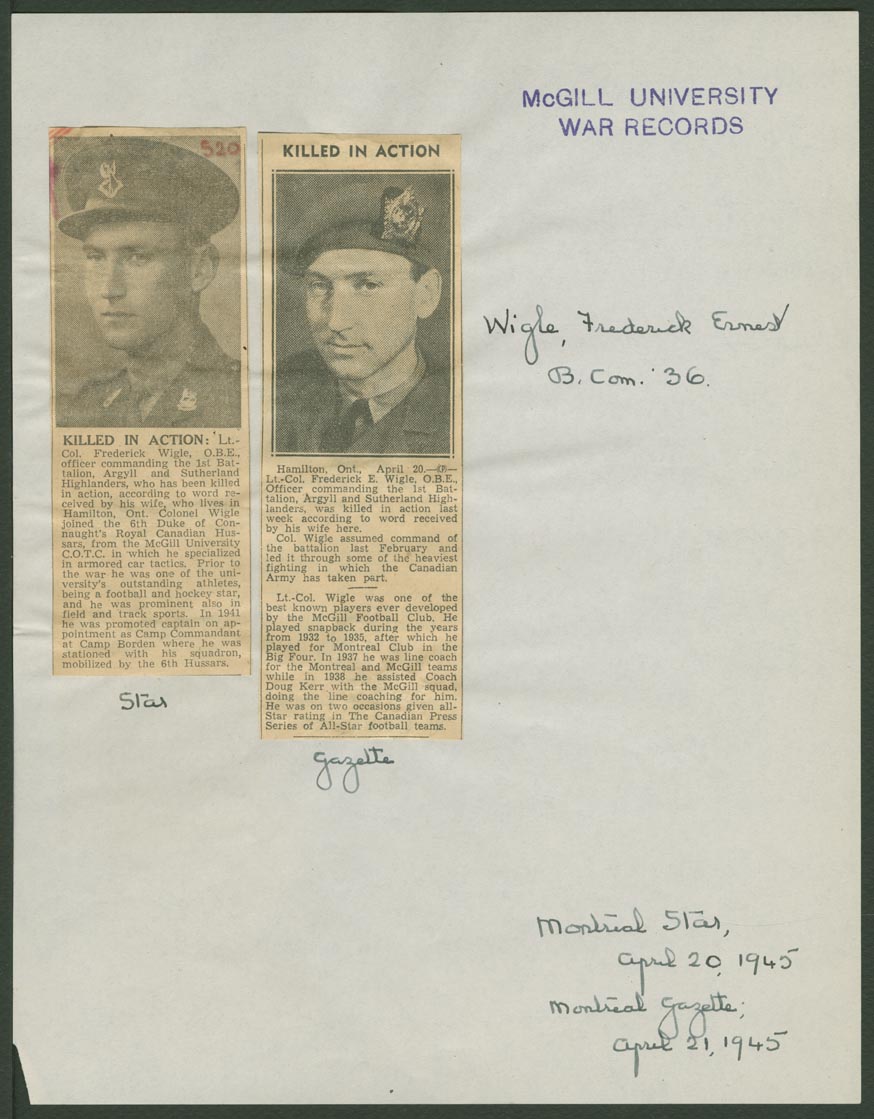 McGILL UNIVERSITY
WAR RECORDS
520
KILLED IN ACTION: Lt.-
Col. Frederick Wigle, O.B.E.,
officer commanding the 1st Bat-
talion, Argyll and Sutherland
Highlanders, who has been killed
in action, according to word re-
ceived by his wife, who lives in
Hamilton, Ont. Colonel Wigle
joined the 6th Duke of Con-
naught's Royal Canadian Hus-
sars, from the McGill University
C.O.T.C. in which he specialized
in armored car tactics. Prior to
the war he was one of the uni-
versity's outstanding athletes,
being a football and hockey star,
and he was prominent also in
field and track sports. In 1941
he was promoted captain on ap-
pointment as Camp Commandant
at Camp Borden where he was
stationed with his squadron,
mobilized by the 6th Hussars.
Star
KILLED IN ACTION
Hamilton, Ont., April 20.—(CP)—
Lt.-Col. Frederick E. Wigle, O.B.E.,
Officer commanding the 1st Bat-
talion, Argyll and Sutherland High-
landers, was killed in action last
week according to word received
by his wife here.
Col. Wigle assumed command of
the battalion last February and
led it through some of the heaviest
fighting in which the Canadian
Army has taken part.
Lt.-Col. Wigle was one of the
best known players ever developed
by the McGill Football Club. He
played snapback during the years
from 1932 to 1935, after which he
played for Montreal Club in the
Big Four. In 1937 he was line coach
for the Montreal and McGill teams
while in 1938 he assisted Coach
Doug Kerr with the McGill squad,
doing the line coaching for him.
He was on two occasions given all-
Star rating in The Canadian Press
Series of All-Star football teams.
Gazette
Wigle, Frederick Ernest
B. Com. '36.
Montreal Star,
April 20, 1945
Montreal Gazette;
April 21, 1945